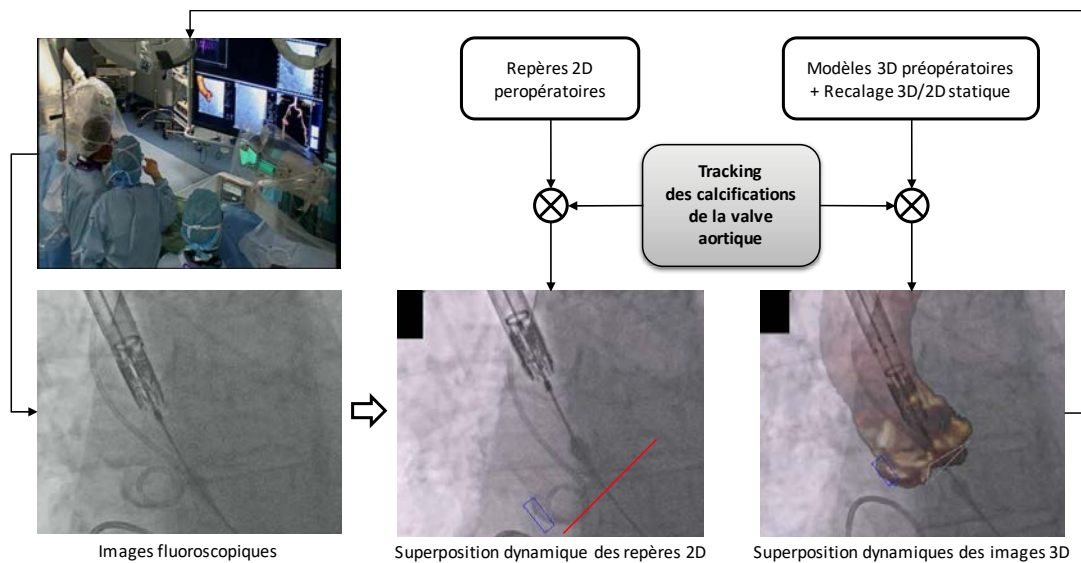 Repères 2D
peropératoires
Modèles 3D préopératoires
+ Recalage 3D/2D statique
Tracking
des calcifications
de la valve
aortique
Images fluoroscopiques
Superposition dynamique des repères 2D
Superposition dynamiques des images 3D